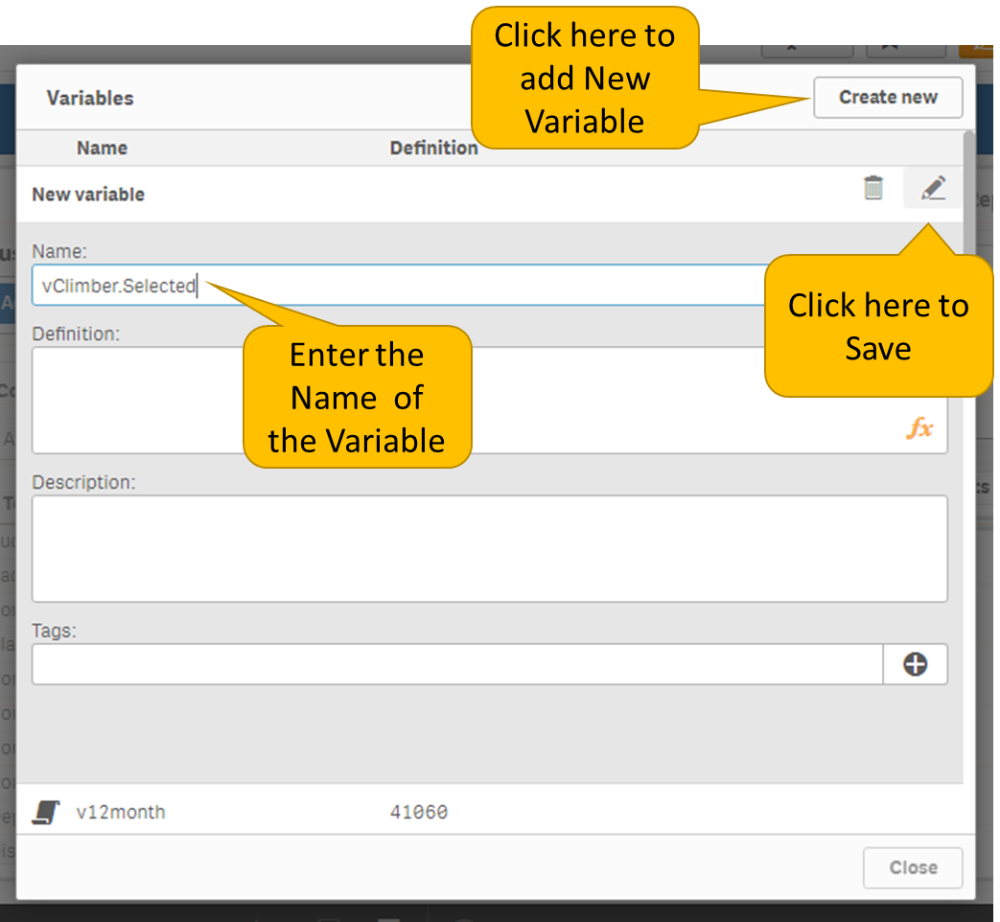 Click here to
add New
Variable
Variables
Create new
Name
Definition
New variable
Name:
vClimber.Selected
Click here to
Save
Definition:
Enter the
Name of
the Variable
fx
Description:
Tags:
v12month
41060
Close